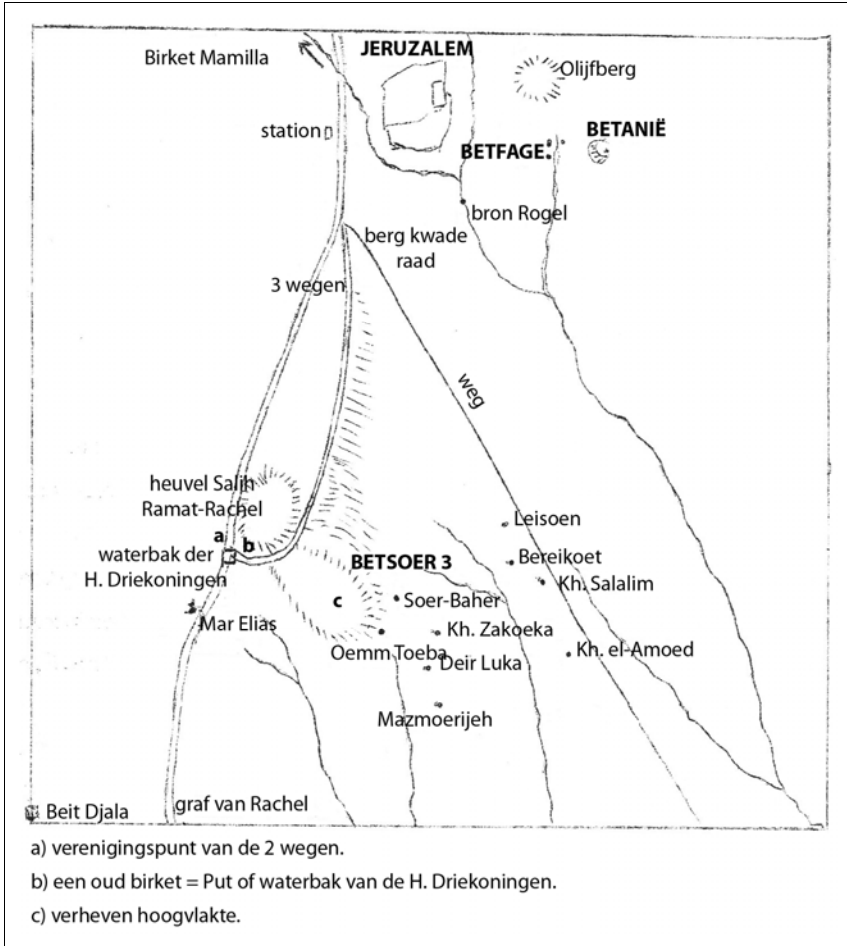 JERUZALEM
Birket Mamilla
Olijfberg
station
BETANIË
BETFAGE
bron Rogel
berg kwade
raad
3 wegen
weg
heuvel Salih
Ramat-Rachel
Leisoen
a
b
waterbak der
H. Driekoningen
BETSOER 3
Bereikoet
Kh. Salalim
c
Soer-Baher
Mar Elias
Kh. Zakoeka
Oemm Toeba
Kh. el-Amoed
Deir Luka
Mazmoerijeh
Beit Djala
graf van Rachel
a) verenigingspunt van de 2 wegen.
b) een oud birket = Put of waterbak van de H. Driekoningen.
c) verheven hoogvlakte.